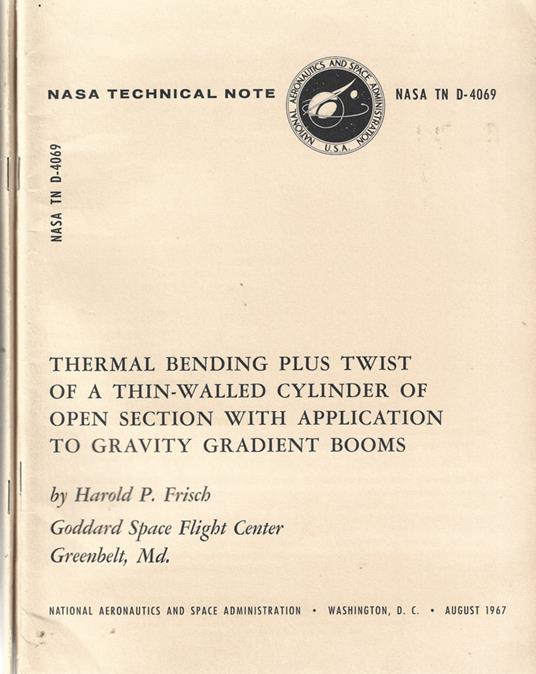 NASA TECHNICAL NOTE
NATIONAL AERONAUTICS AND SPACE ADMINISTRATION
U.S.A.
NASA TN D-4069
NASA TN D-4069
THERMAL BENDING PLUS TWIST
OF A THIN-WALLED CYLINDER OF
OPEN SECTION WITH APPLICATION
TO GRAVITY GRADIENT BOOMS
by Harold P. Frisch
Goddard Space Flight Center
Greenbelt, Md.
NATIONAL AERONAUTICS AND SPACE ADMINISTRATION • WASHINGTON, D. C. • AUGUST 1967